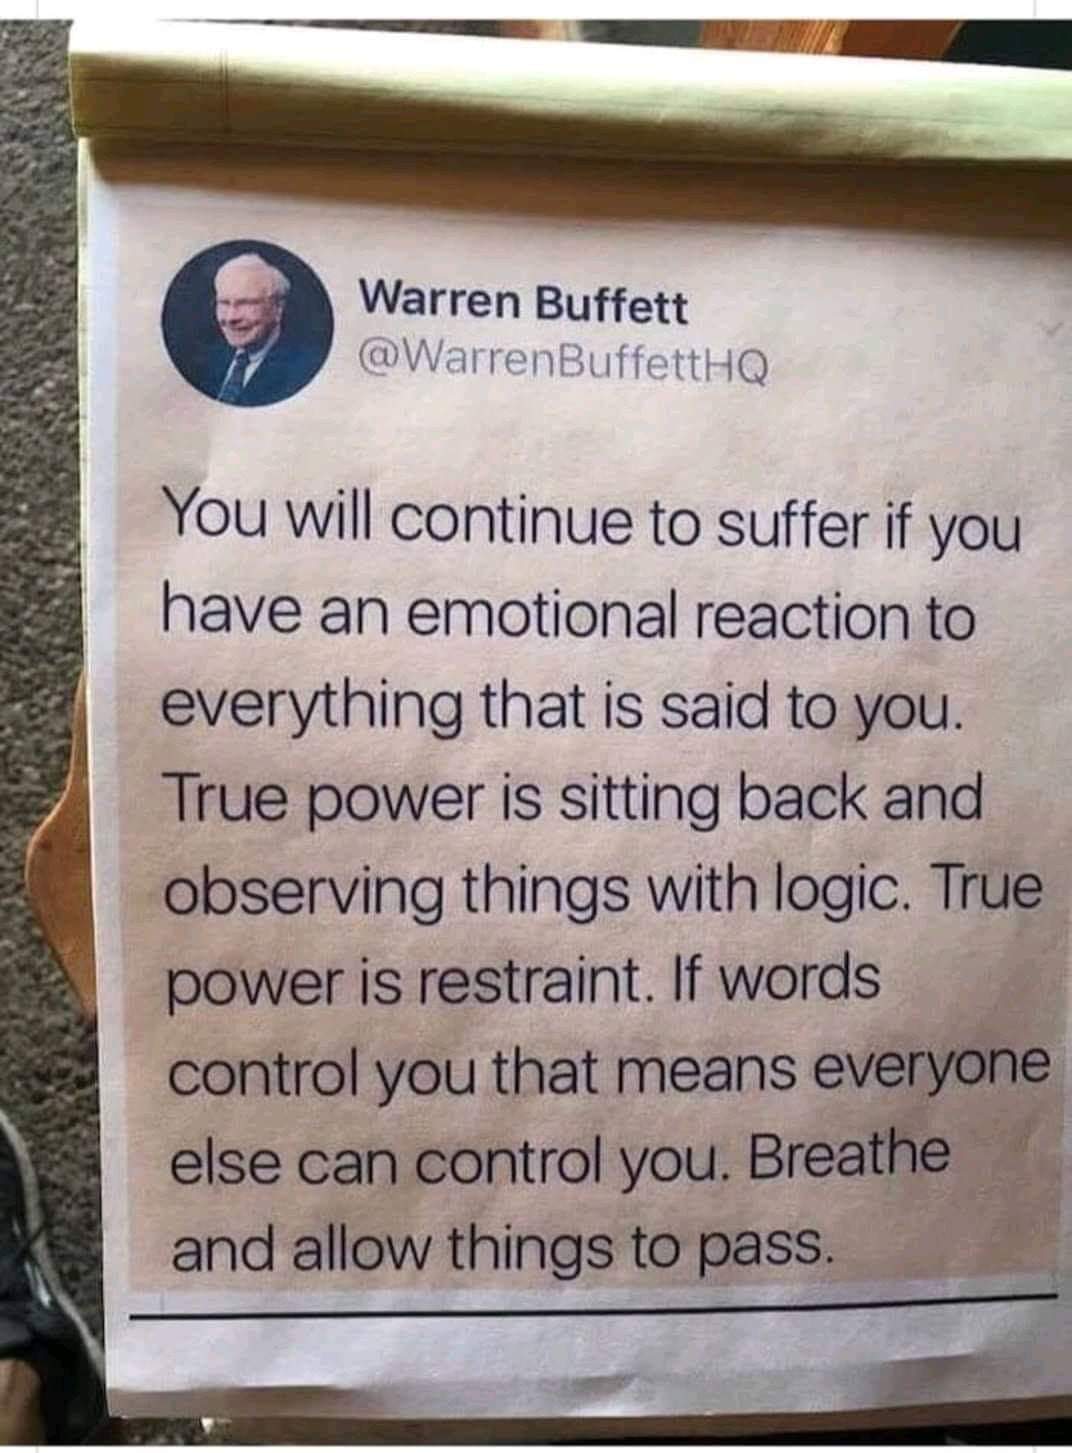 Warren Buffett
@WarrenBuffettHQ
You will continue to suffer if you
have an emotional reaction to
everything that is said to you.
True power is sitting back and
observing things with logic. True
power is restraint. If words
control you that means everyone
else can control you. Breathe
and allow things to pass.